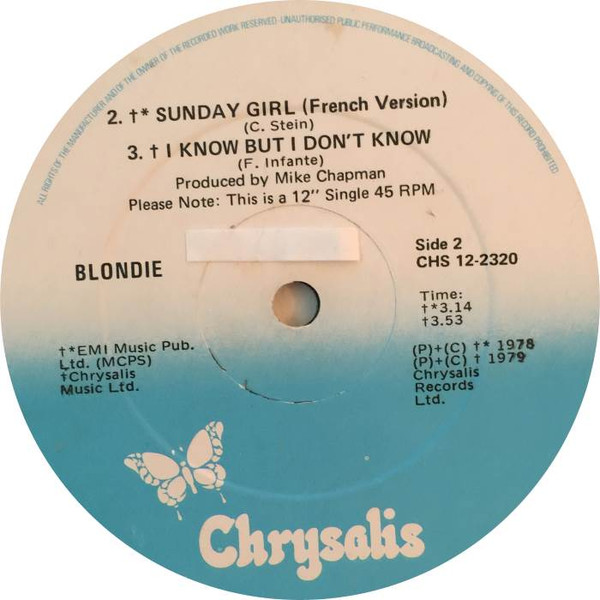 ALL RIGHTS OF THE MANUFACTURER AND OF THE OWNER OF THE RECORDED WORK RESERVED - UNAUTHORISED PUBLIC PERFORMANCE BROADCASTING AND COPYING OF THIS RECORD PROHIBITED
2. †* SUNDAY GIRL (French Version)
(C. Stein)
3. † I KNOW BUT I DON'T KNOW
(F. Infante)
Produced by Mike Chapman
Please Note: This is a 12" Single 45 RPM
BLONDIE
Side 2
CHS 12-2320
Time:
†*3.14
†3.53
†*EMI Music Pub.
Ltd. (MCPS)
†Chrysalis
Music Ltd.
(P)+(C) †* 1978
(P)+(C) † 1979
Chrysalis
Records
Ltd.
Chrysalis